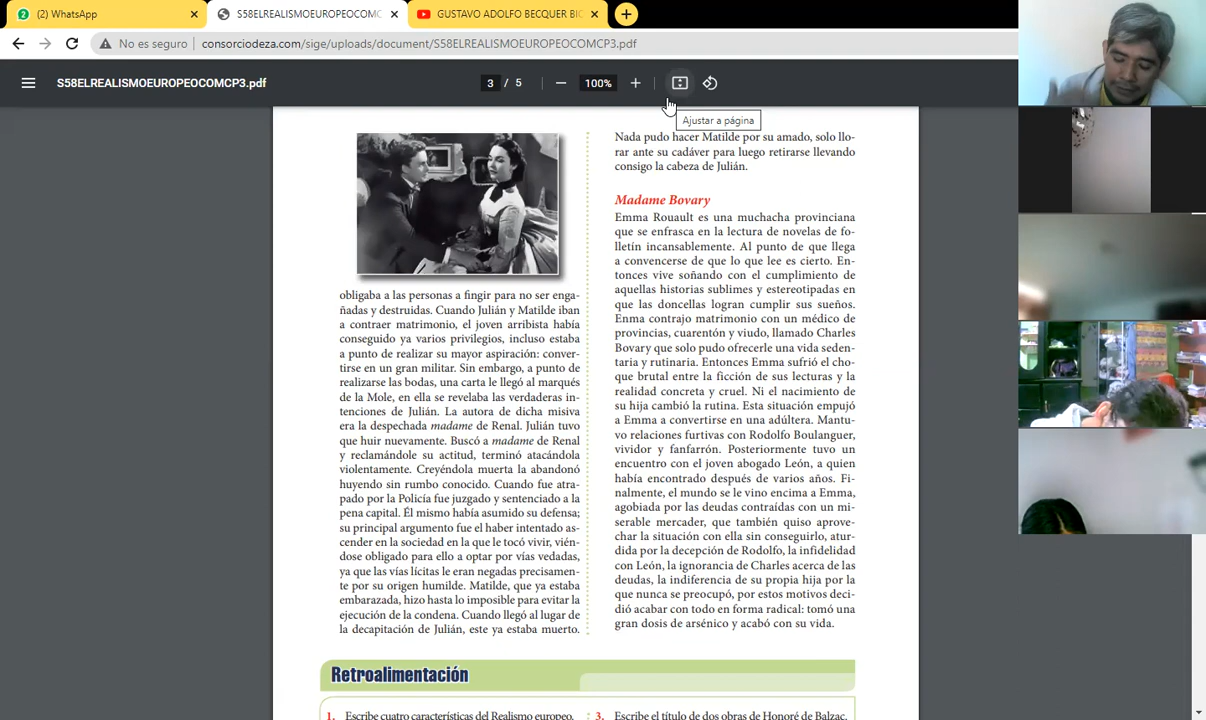 (2) WhatsApp
S58ELREALISMOEUROPEOCOMC
GUSTAVO ADOLFO BECQUER BIO
No es seguro
consorciodeza.com/sige/uploads/document/S58ELREALISMOEUROPEOCOMCP3.pdf
S58ELREALISMOEUROPEOCOMCP3.pdf
3 / 5
100%
Ajustar a página
obligaba a las personas a fingir para no ser enga-
ñadas y destruidas. Cuando Julián y Matilde iban
a contraer matrimonio, el joven arribista había
conseguido ya varios privilegios, incluso estaba
a punto de realizar su mayor aspiración: conver-
tirse en un gran militar. Sin embargo, a punto de
realizarse las bodas, una carta le llegó al marqués
de la Mole, en ella se revelaba las verdaderas in-
tenciones de Julián. La autora de dicha misiva
era la despechada madame de Renal. Julián tuvo
que huir nuevamente. Buscó a madame de Renal
y reclamándole su actitud, terminó atacándola
violentamente. Creyéndola muerta la abandonó
huyendo sin rumbo conocido. Cuando fue atra-
pado por la Policía fue juzgado y sentenciado a la
pena capital. Él mismo había asumido su defensa;
su principal argumento fue el haber intentado as-
cender en la sociedad en la que le tocó vivir, vién-
dose obligado para ello a optar por vías vedadas,
ya que las vías lícitas le eran negadas precisamen-
te por su origen humilde. Matilde, que ya estaba
embarazada, hizo hasta lo imposible para evitar la
ejecución de la condena. Cuando llegó al lugar de
la decapitación de Julián, este ya estaba muerto.
Nada pudo hacer Matilde por su amado, solo llo-
rar ante su cadáver para luego retirarse llevando
consigo la cabeza de Julián.
Madame Bovary
Emma Rouault es una muchacha provinciana
que se enfrasca en la lectura de novelas de fo-
lletín incansablemente. Al punto de que llega
a convencerse de que lo que lee es cierto. En-
tonces vive soñando con el cumplimiento de
aquellas historias sublimes y estereotipadas en
que las doncellas logran cumplir sus sueños.
Enma contrajo matrimonio con un médico de
provincias, cuarentón y viudo, llamado Charles
Bovary que solo pudo ofrecerle una vida seden-
taria y rutinaria. Entonces Emma sufrió el cho-
que brutal entre la ficción de sus lecturas y la
realidad concreta y cruel. Ni el nacimiento de
su hija cambió la rutina. Esta situación empujó
a Emma a convertirse en una adúltera. Mantu-
vo relaciones furtivas con Rodolfo Boulanguer,
vividor y fanfarrón. Posteriormente tuvo un
encuentro con el joven abogado León, a quien
había encontrado después de varios años. Fi-
nalmente, el mundo se le vino encima a Emma,
agobiada por las deudas contraídas con un mi-
serable mercader, que también quiso aprove-
char la situación con ella sin conseguirlo, atur-
dida por la decepción de Rodolfo, la infidelidad
con León, la ignorancia de Charles acerca de las
deudas, la indiferencia de su propia hija por la
que nunca se preocupó, por estos motivos deci-
dió acabar con todo en forma radical: tomó una
gran dosis de arsénico y acabó con su vida.
Retroalimentación
1. Escribe cuatro características del Realismo europeo.
3. Escribe el título de dos obras de Honoré de Balzac.